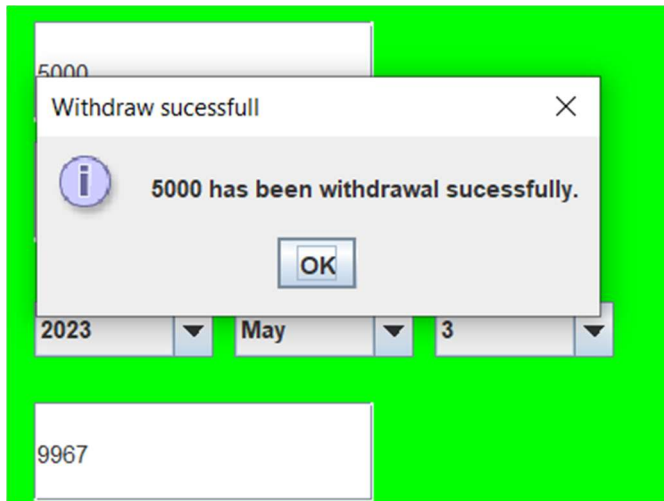 5000
Withdraw sucessfull
5000 has been withdrawal sucessfully.
OK
2023 May 3
9967